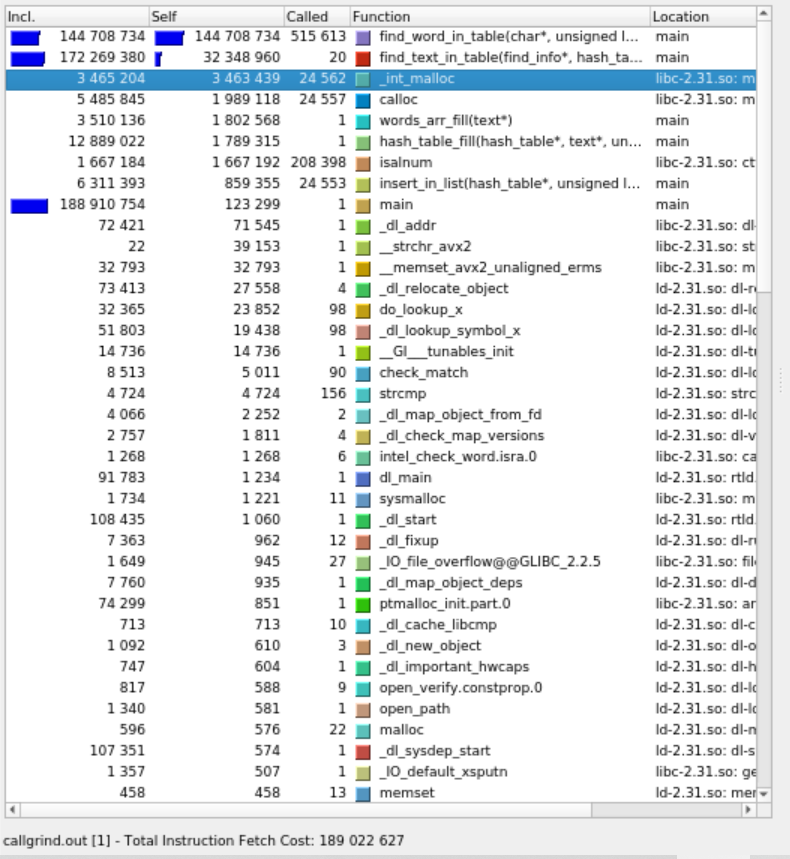 Incl. Self Called Function Location
144 708 734 144 708 734 515 613 find_word_in_table(char*, unsigned l... main
172 269 380 32 348 960 20 find_text_in_table(find_info*, hash_ta... main
3 465 204 3 463 439 24 562 _int_malloc libc-2.31.so: m
5 485 845 1 989 118 24 557 calloc libc-2.31.so: m
3 510 136 1 802 568 1 words_arr_fill(text*) main
12 889 022 1 789 315 1 hash_table_fill(hash_table*, text*, un... main
1 667 184 1 667 192 208 398 isalnum libc-2.31.so: ct
6 311 393 859 355 24 553 insert_in_list(hash_table*, unsigned l... main
188 910 754 123 299 1 main main
72 421 71 545 1 _dl_addr libc-2.31.so: dl-
22 39 153 1 __strchr_avx2 libc-2.31.so: st
32 793 32 793 1 __memset_avx2_unaligned_erms libc-2.31.so: m
73 413 27 558 4 _dl_relocate_object ld-2.31.so: dl-r
32 365 23 852 98 do_lookup_x ld-2.31.so: dl-lo
51 803 19 438 98 _dl_lookup_symbol_x ld-2.31.so: dl-lo
14 736 14 736 1 __GI___tunables_init ld-2.31.so: dl-t
8 513 5 011 90 check_match ld-2.31.so: dl-lo
4 724 4 724 156 strcmp ld-2.31.so: strc
4 066 2 252 2 _dl_map_object_from_fd ld-2.31.so: dl-lo
2 757 1 811 4 _dl_check_map_versions ld-2.31.so: dl-v
1 268 1 268 6 intel_check_word.isra.0 libc-2.31.so: ca
91 783 1 234 1 dl_main ld-2.31.so: rtld.
1 734 1 221 11 sysmalloc libc-2.31.so: m
108 435 1 060 1 _dl_start ld-2.31.so: rtld.
7 363 962 12 _dl_fixup ld-2.31.so: dl-r
1 649 945 27 _IO_file_overflow@@GLIBC_2.2.5 libc-2.31.so: file
7 760 935 1 _dl_map_object_deps ld-2.31.so: dl-d
74 299 851 1 ptmalloc_init.part.0 libc-2.31.so: ar
713 713 10 _dl_cache_libcmp ld-2.31.so: dl-c
1 092 610 3 _dl_new_object ld-2.31.so: dl-o
747 604 1 _dl_important_hwcaps ld-2.31.so: dl-h
817 588 9 open_verify.constprop.0 ld-2.31.so: dl-lo
1 340 581 1 open_path ld-2.31.so: dl-lo
596 576 22 malloc ld-2.31.so: dl-m
107 351 574 1 _dl_sysdep_start ld-2.31.so: dl-s
1 357 507 1 _IO_default_xsputn libc-2.31.so: ge
458 458 13 memset ld-2.31.so: mer
callgrind.out [1] - Total Instruction Fetch Cost: 189 022 627